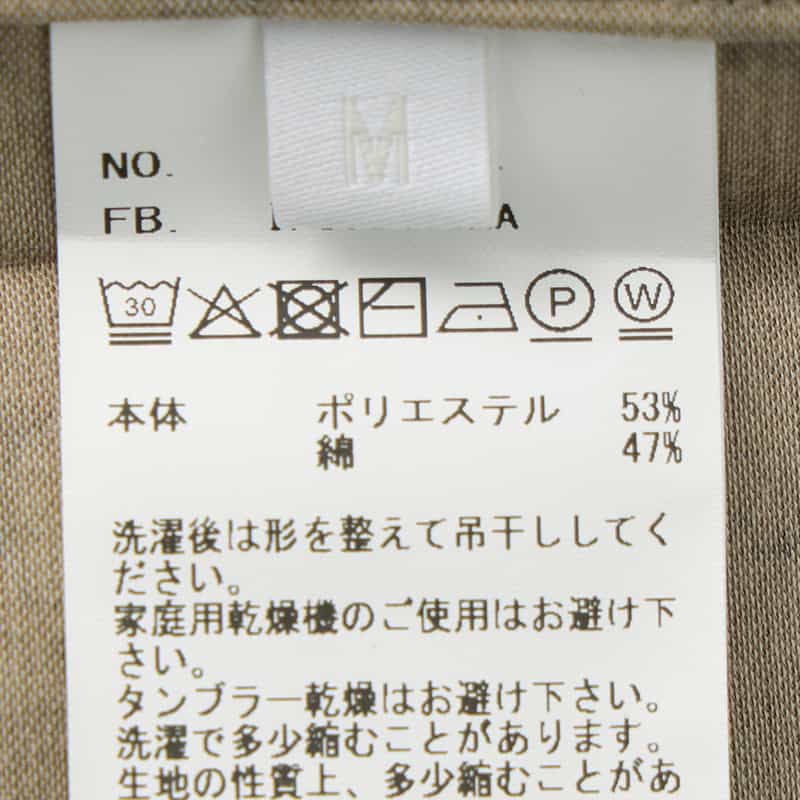 M
NO.
FB. A
30 P W
本体 ポリエステル 53%
綿 47%
洗濯後は形を整えて吊干ししてく
ださい。
家庭用乾燥機のご使用はお避け下
さい。
タンブラー乾燥はお避け下さい。
洗濯で多少縮むことがあります。
生地の性質上、多少縮むことがあ